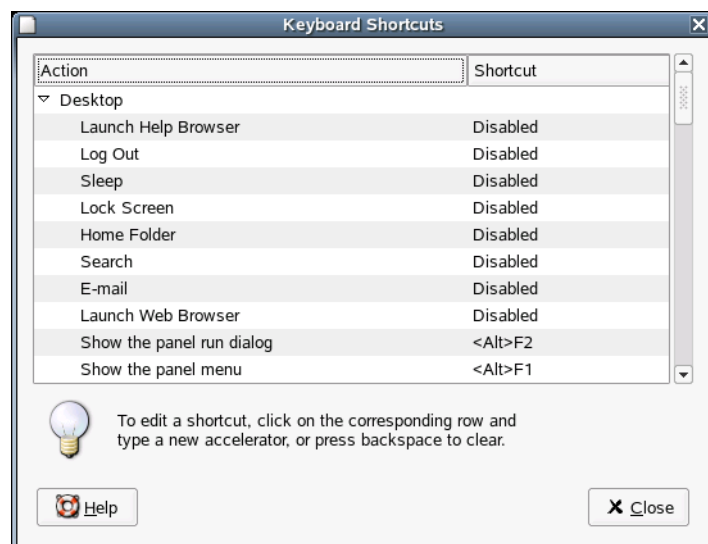 Keyboard Shortcuts
Action Shortcut
Desktop
Launch Help Browser Disabled
Log Out Disabled
Sleep Disabled
Lock Screen Disabled
Home Folder Disabled
Search Disabled
E-mail Disabled
Launch Web Browser Disabled
Show the panel run dialog <Alt>F2
Show the panel menu <Alt>F1
To edit a shortcut, click on the corresponding row and
type a new accelerator, or press backspace to clear.
Help Close